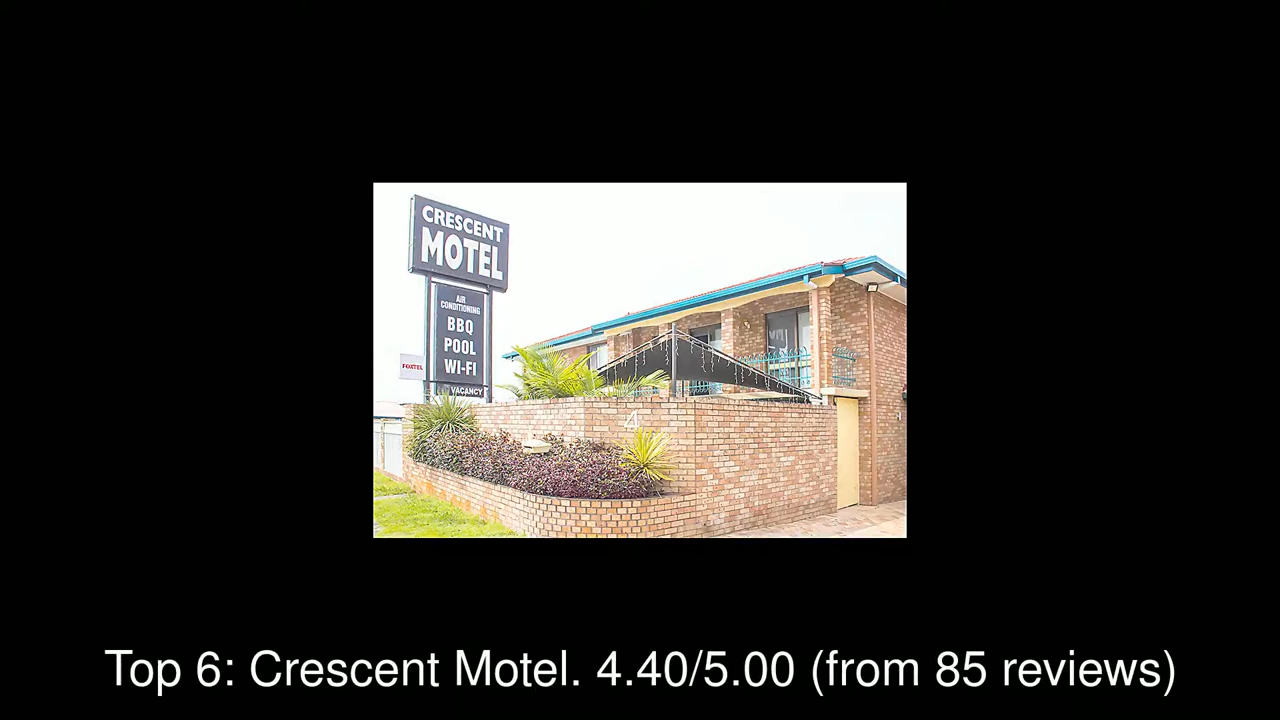 CRESCENT
MOTEL
AIR
CONDITIONING
BBQ
POOL
WI-FI
FOXTEL
VACANCY
4
Top 6: Crescent Motel. 4.40/5.00 (from 85 reviews)